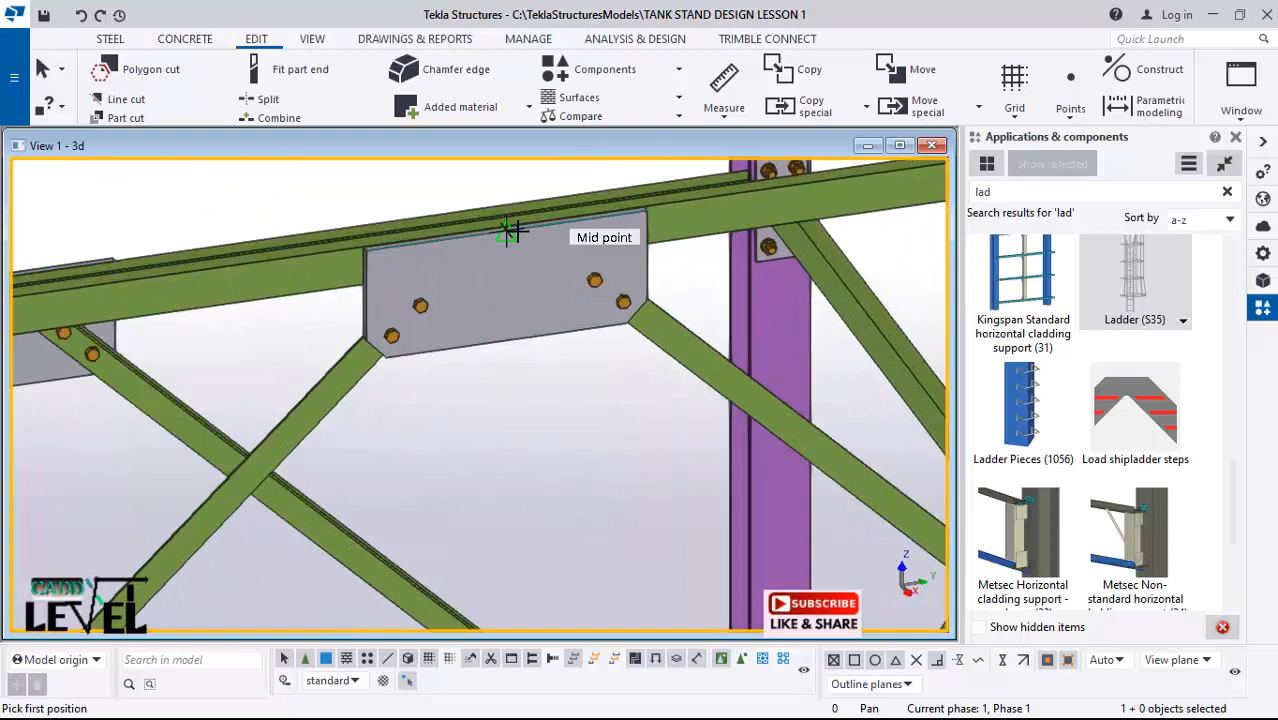 Tekla Structures - C:\TeklaStructuresModels\TANK STAND DESIGN LESSON 1
Log in
STEEL
CONCRETE
EDIT
VIEW
DRAWINGS & REPORTS
MANAGE
ANALYSIS & DESIGN
TRIMBLE CONNECT
Quick Launch
Polygon cut
Line cut
Part cut
Fit part end
Split
Combine
Chamfer edge
Added material
Components
Surfaces
Compare
Measure
Copy
Copy special
Move
Move special
Grid
Points
Construct
Parametric modeling
Window
View 1 - 3d
Mid point
Z
Y
X
CADD
LEVEL
SUBSCRIBE
LIKE & SHARE
Applications & components
Show selected
lad
Search results for 'lad'
Sort by
a-z
Kingspan Standard
horizontal cladding
support (31)
Ladder (S35)
Ladder Pieces (1056)
Load shipladder steps
Metsec Horizontal
cladding support -
Metsec Non-
standard horizontal
Show hidden items
Model origin
Search in model
standard
Auto
View plane
Outline planes
Pick first position
0
Pan
Current phase: 1, Phase 1
1 + 0 objects selected